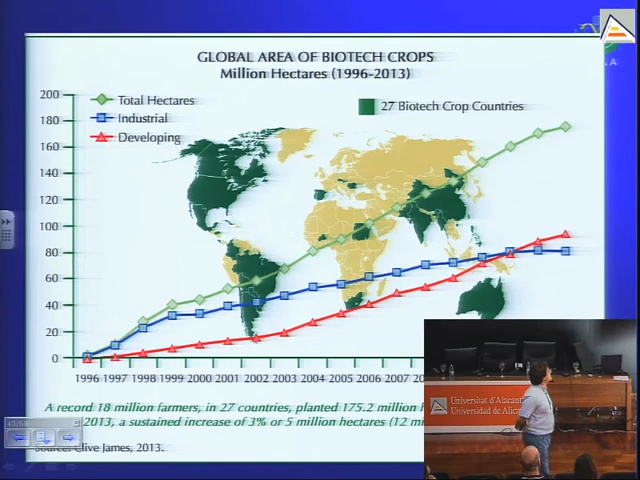 GLOBAL AREA OF BIOTECH CROPS
Million Hectares (1996-2013)
200
180
160
140
120
100
80
60
40
20
0
Total Hectares
Industrial
Developing
27 Biotech Crop Countries
1996 1997 1998 1999 2000 2001 2002 2003 2004 2005 2006 2007 20
A record 18 million farmers, in 27 countries, planted 175.2 million
2013, a sustained increase of 3% or 5 million hectares (12 mi
Source: Clive James, 2013.
Universitat d'Alacant
Universidad de Alicante
A